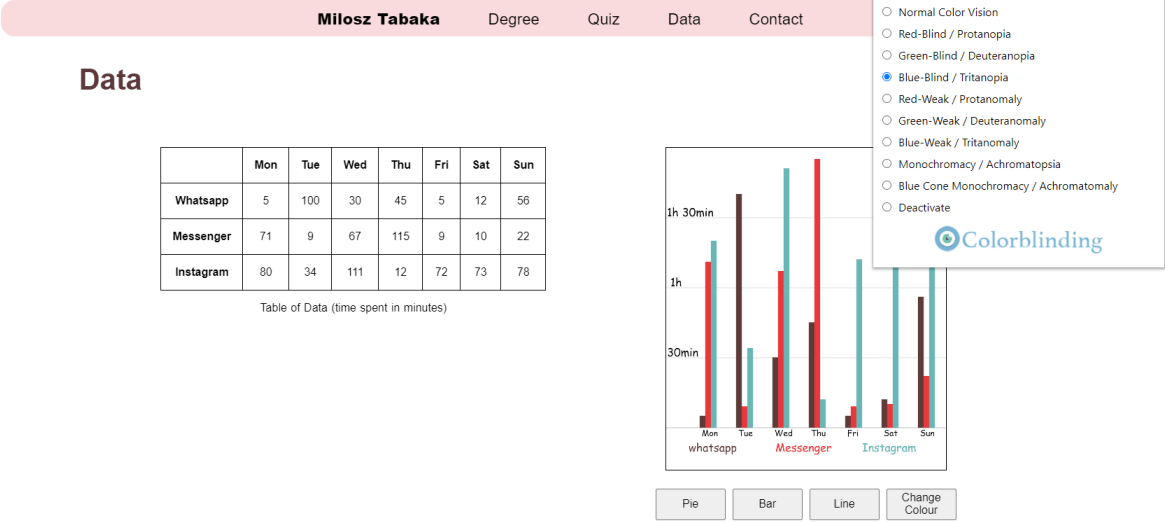 Milosz Tabaka Degree Quiz Data Contact
Normal Color Vision
Red-Blind / Protanopia
Green-Blind / Deuteranopia
Blue-Blind / Tritanopia
Red-Weak / Protanomaly
Green-Weak / Deuteranomaly
Blue-Weak / Tritanomaly
Monochromacy / Achromatopsia
Blue Cone Monochromacy / Achromatomaly
Deactivate
Colorblinding
Data
Mon Tue Wed Thu Fri Sat Sun
Whatsapp 5 100 30 45 5 12 56
Messenger 71 9 67 115 9 10 22
Instagram 80 34 111 12 72 73 78
Table of Data (time spent in minutes)
1h 30min
1h
30min
Mon Tue Wed Thu Fri Sat Sun
whatsapp Messenger Instagram
Pie Bar Line Change
Colour